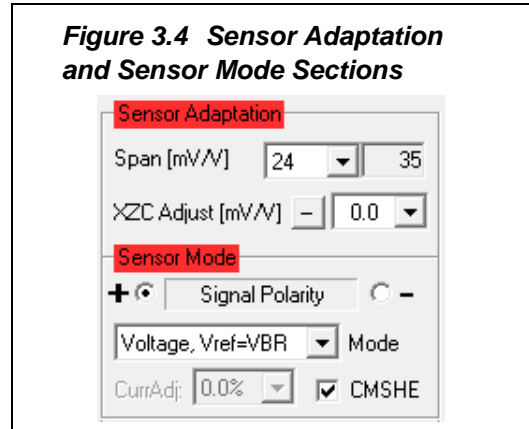 Figure 3.4 Sensor Adaptation
and Sensor Mode Sections
Sensor Adaptation
Span [mV/V] 24 35
XZC Adjust [mV/V] – 0.0
Sensor Mode
+ Signal Polarity –
Voltage, Vref=VBR Mode
CurrAdj: 0.0% CMSHE